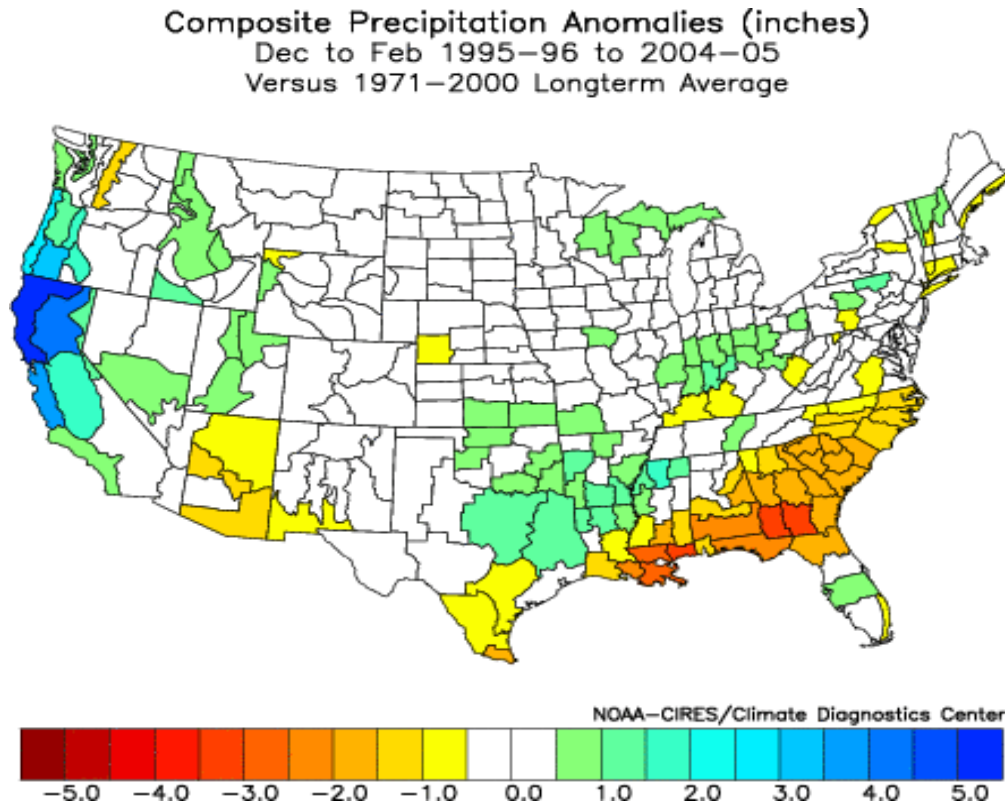 Composite Precipitation Anomalies (inches)
Dec to Feb 1995–96 to 2004–05
Versus 1971–2000 Longterm Average
NOAA–CIRES/Climate Diagnostics Center
−5.0 −4.0 −3.0 −2.0 −1.0 0.0 1.0 2.0 3.0 4.0 5.0